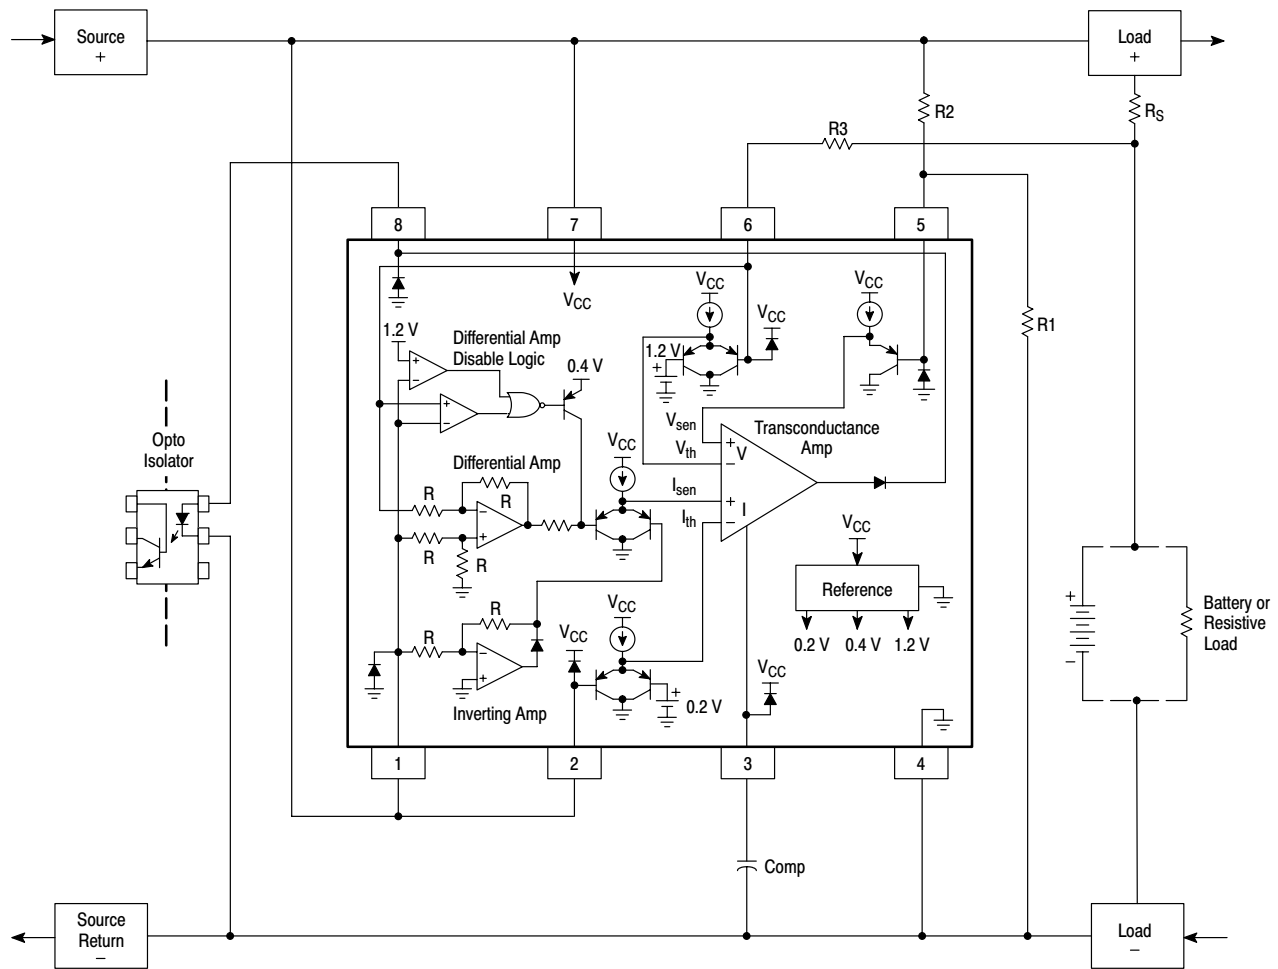 Source
+
Load
+
R2
RS
R3
8
7
6
5
VCC
VCC
VCC
VCC
1.2 V
Differential Amp
Disable Logic
0.4 V
1.2 V
+
R1
+
−
+
−
Vsen
Vth
Isen
Ith
+
V
−
+
I
−
Transconductance
Amp
Opto
Isolator
Differential Amp
VCC
R
R
−
+
R
R
VCC
Reference
0.2 V
0.4 V
1.2 V
+
−
Battery or
Resistive
Load
R
R
−
+
Inverting Amp
VCC
VCC
+
0.2 V
VCC
1
2
3
4
Comp
Source
Return
−
Load
−